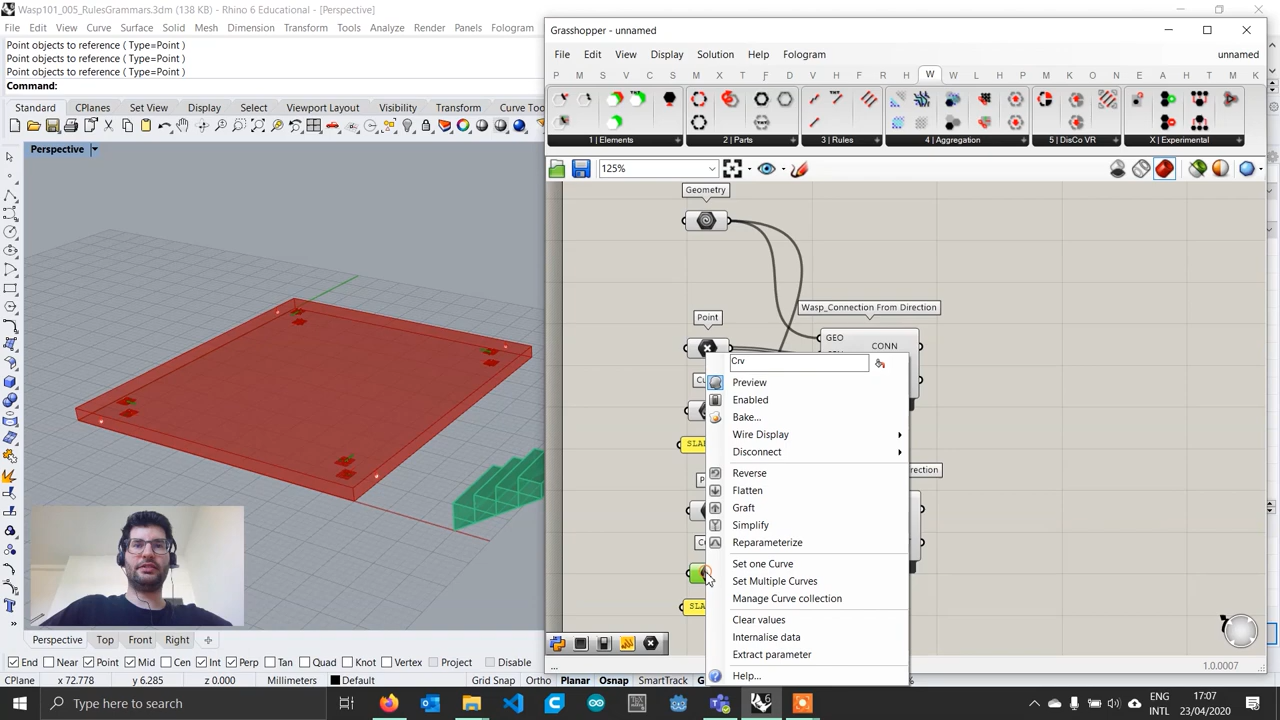 Wasp101_005_RulesGrammars.3dm (138 KB) - Rhino 6 Educational - [Perspective]
File Edit View Curve Surface Solid Mesh Dimension Transform Tools Analyze Render Panels Fologram
Point objects to reference ( Type=Point )
Point objects to reference ( Type=Point )
Point objects to reference ( Type=Point )
Command:
Standard CPlanes Set View Display Select Viewport Layout Visibility Transform Curve Too
Perspective
Grasshopper - unnamed
File Edit View Display Solution Help Fologram unnamed
P M S V C S M X T F D V C R F R H W W L H F E A T P M K C R E X A M K
1 | Elements 2 | Parts 3 | Rules 4 | Aggregation 5 | DisCo VR X | Experimental
125%
Geometry
Wasp_Connection From Direction
Point
GEO
CONN
Crv
Preview
Enabled
Bake...
Wire Display
Disconnect
Reverse
Flatten
Graft
Simplify
Reparameterize
Set one Curve
Set Multiple Curves
Manage Curve collection
Clear values
Internalise data
Extract parameter
Help...
SLA
SLA
irection
...
1.0.0007
Perspective Top Front Right
End Near Point Mid Cen Int Perp Tan Quad Knot Vertex Project Disable
CPlane x 72.778 y 6.285 z 0.000 Millimeters Default Grid Snap Ortho Planar Osnap SmartTrack
Type here to search
ENG
INTL
17:07
23/04/2020